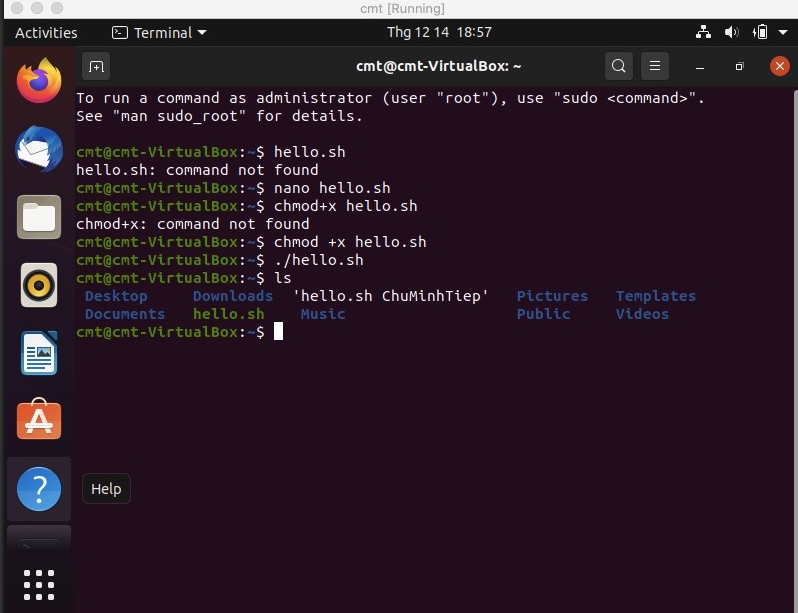 cmt [Running]
Activities Terminal Thg 12 14 18:57
cmt@cmt-VirtualBox: ~
To run a command as administrator (user "root"), use "sudo <command>".
See "man sudo_root" for details.
cmt@cmt-VirtualBox:~$ hello.sh
hello.sh: command not found
cmt@cmt-VirtualBox:~$ nano hello.sh
cmt@cmt-VirtualBox:~$ chmod+x hello.sh
chmod+x: command not found
cmt@cmt-VirtualBox:~$ chmod +x hello.sh
cmt@cmt-VirtualBox:~$ ./hello.sh
cmt@cmt-VirtualBox:~$ ls
Desktop Downloads 'hello.sh ChuMinhTiep' Pictures Templates
Documents hello.sh Music Public Videos
cmt@cmt-VirtualBox:~$
Help